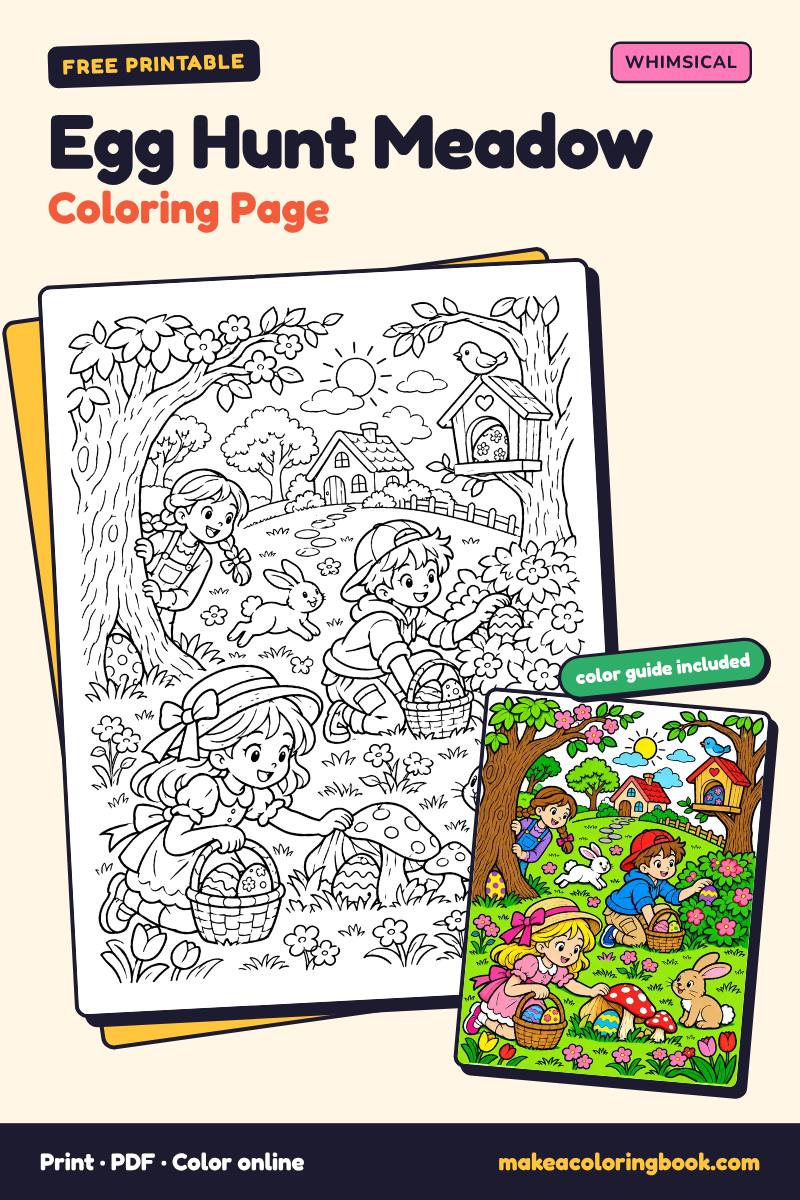 FREE PRINTABLE
WHIMSICAL
Egg Hunt Meadow
Coloring Page
color guide included
Print · PDF · Color online
makeacoloringbook.com